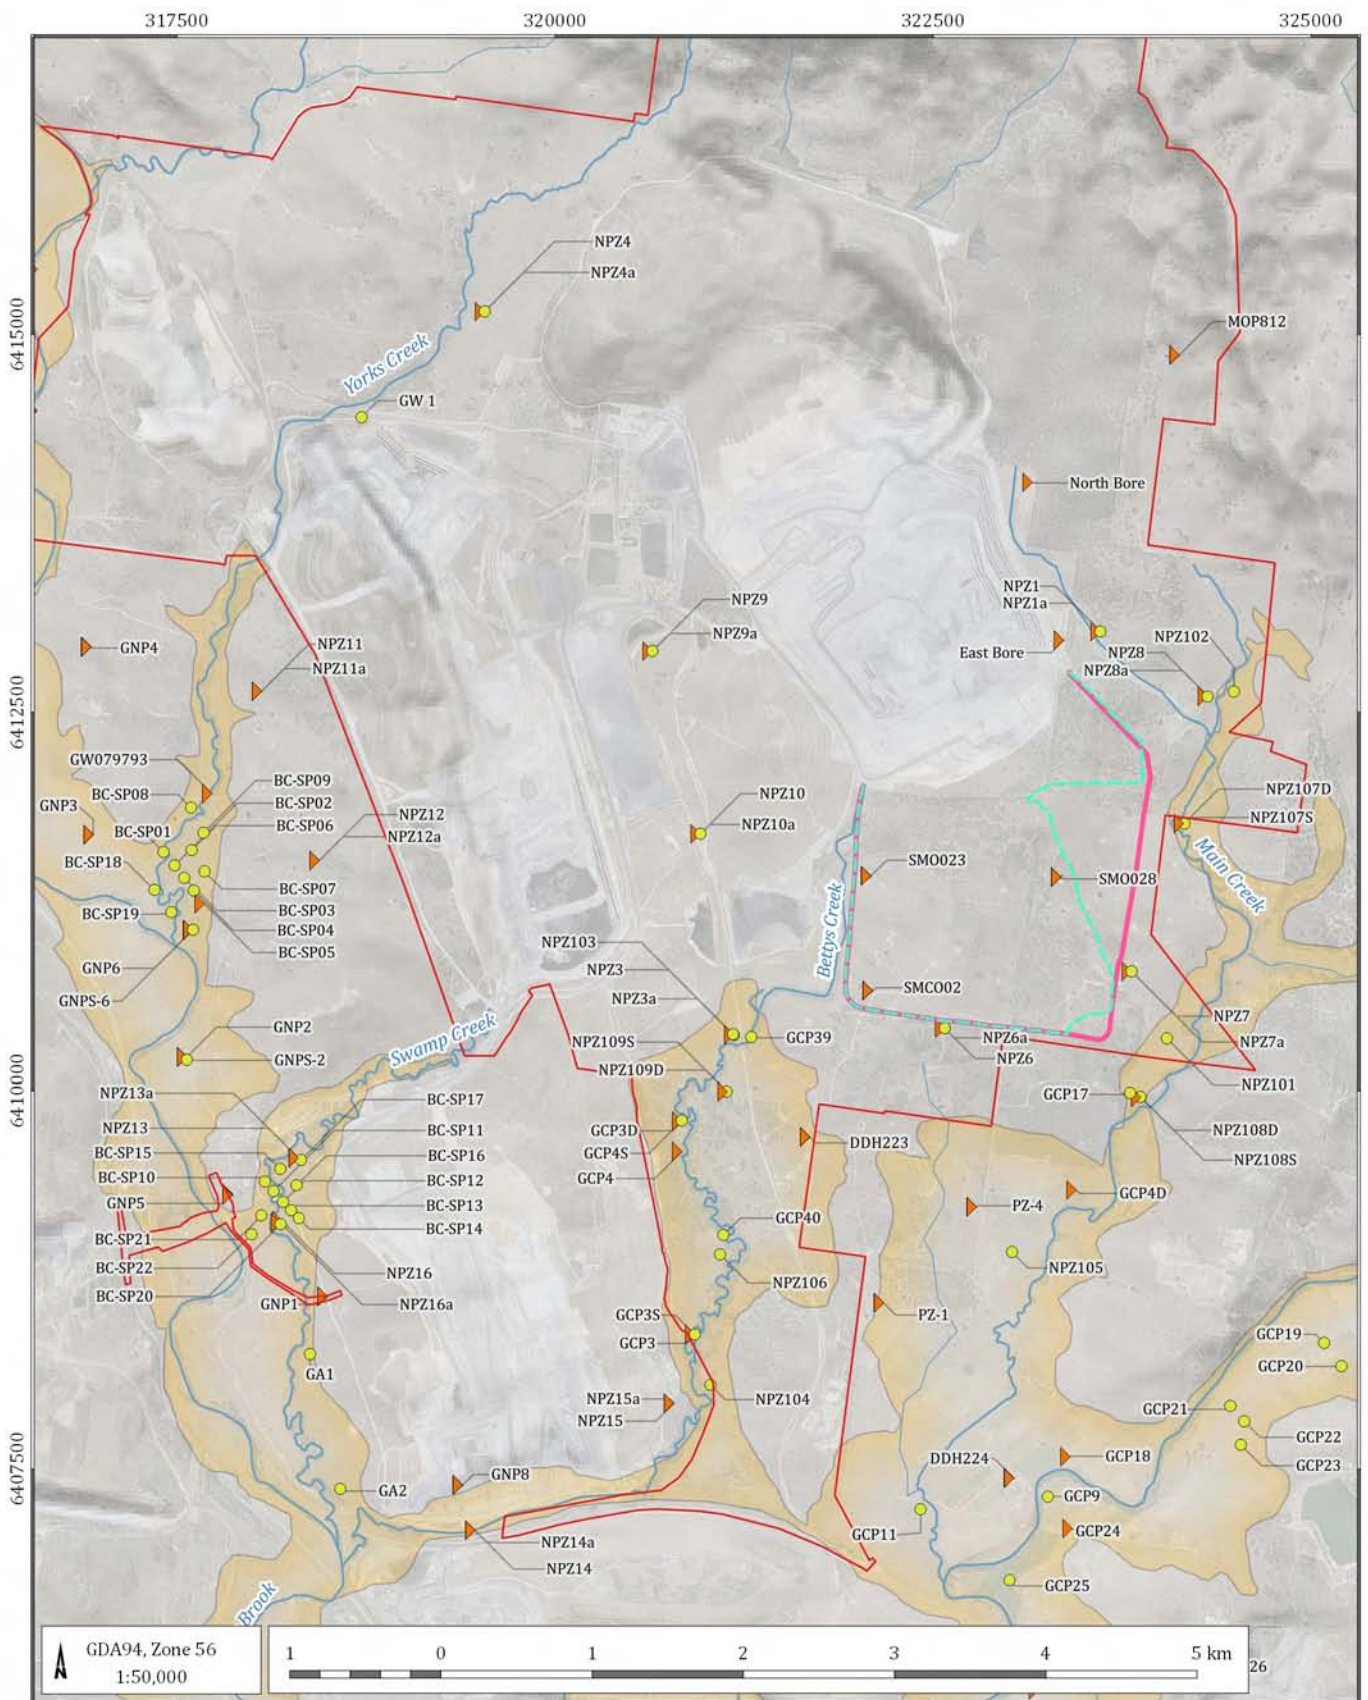 317500
320000
322500
325000
6415000
6412500
6410000
6407500
NPZ4
NPZ4a
MOP812
Yorks Creek
GW 1
North Bore
NPZ1
NPZ1a
NPZ9
NPZ102
NPZ9a
GNP4
NPZ11
East Bore
NPZ8
NPZ11a
NPZ8a
GW079793
BC-SP09
BC-SP08
BC-SP02
NPZ107D
NPZ10
GNP3
NPZ12
NPZ107S
BC-SP01
BC-SP06
NPZ12a
NPZ10a
BC-SP18
SMO023
Main Creek
BC-SP07
SMO028
BC-SP19
BC-SP03
BC-SP04
Bettys Creek
NPZ103
BC-SP05
GNP6
NPZ3
SMCO02
GNPS-6
NPZ3a
NPZ7
GNP2
Swamp Creek
NPZ109S
GCP39
NPZ6a
NPZ7a
GNPS-2
NPZ6
NPZ109D
NPZ101
NPZ13a
BC-SP17
GCP17
NPZ13
BC-SP11
GCP3D
NPZ108D
BC-SP15
BC-SP16
GCP4S
DDH223
NPZ108S
BC-SP10
BC-SP12
GCP4
GCP4D
GNP5
BC-SP13
PZ-4
BC-SP14
GCP40
BC-SP21
BC-SP22
NPZ16
NPZ106
NPZ105
BC-SP20
GNP1
NPZ16a
GCP3S
PZ-1
GCP3
GCP19
GA1
GCP20
NPZ15a
NPZ104
GCP21
NPZ15
GCP22
DDH224
GCP18
GCP23
GNP8
GA2
GCP9
GCP11
GCP24
NPZ14a
NPZ14
GCP25
Brook
GDA94, Zone 56
1:50,000
1 0 1 2 3 4 5 km
26